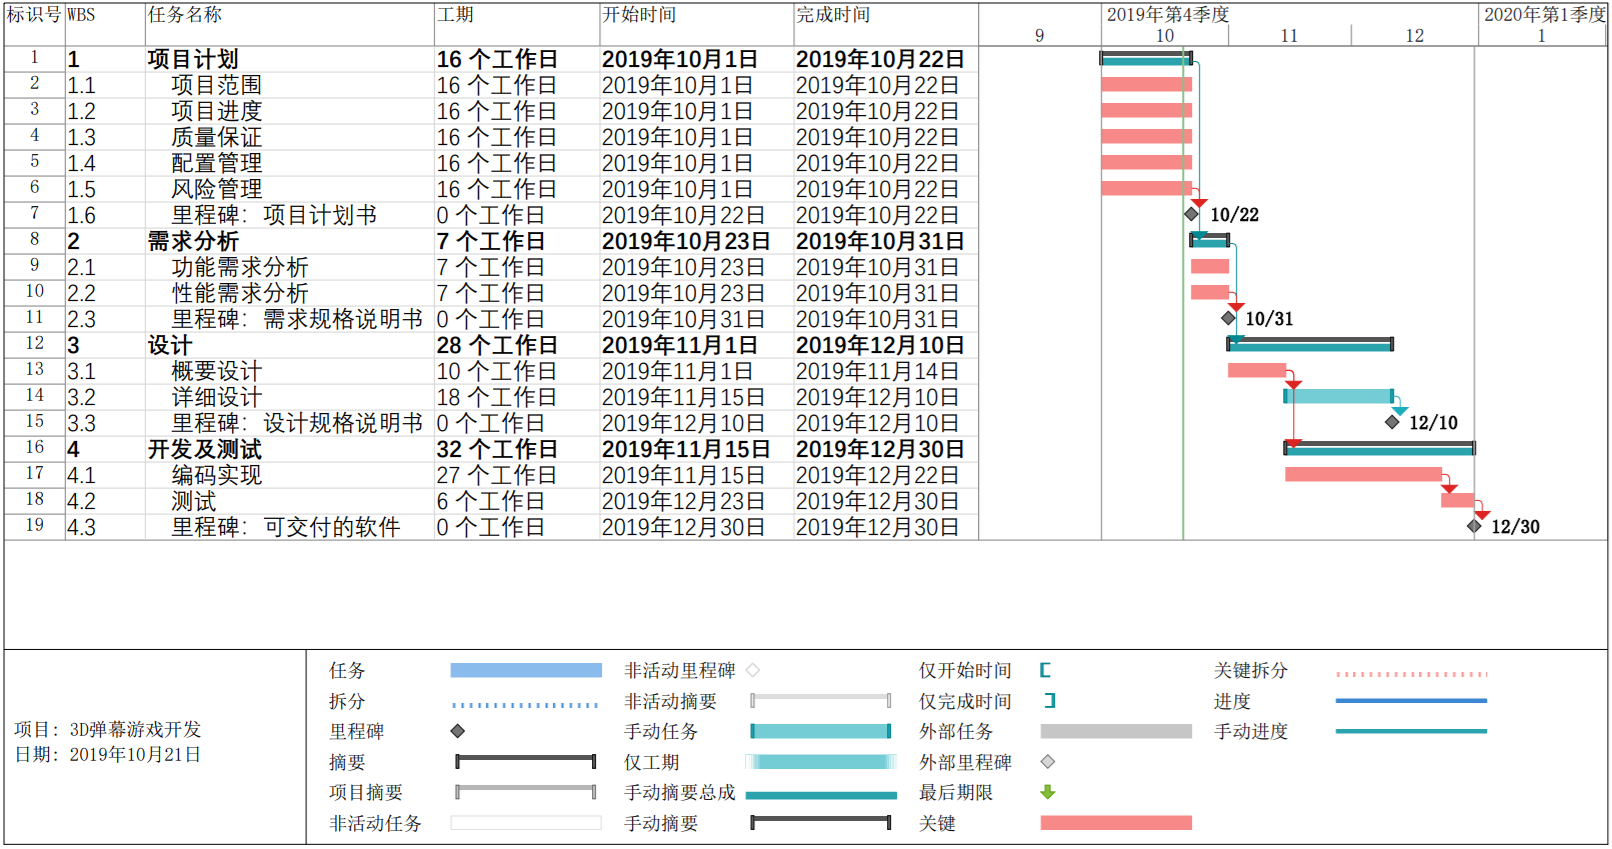 标识号 WBS 任务名称 工期 开始时间 完成时间 2019年第4季度 2020年第1季度
9 10 11 12 1
1 1 项目计划 16 个工作日 2019年10月1日 2019年10月22日
2 1.1 项目范围 16 个工作日 2019年10月1日 2019年10月22日
3 1.2 项目进度 16 个工作日 2019年10月1日 2019年10月22日
4 1.3 质量保证 16 个工作日 2019年10月1日 2019年10月22日
5 1.4 配置管理 16 个工作日 2019年10月1日 2019年10月22日
6 1.5 风险管理 16 个工作日 2019年10月1日 2019年10月22日
7 1.6 里程碑：项目计划书 0 个工作日 2019年10月22日 2019年10月22日 10/22
8 2 需求分析 7 个工作日 2019年10月23日 2019年10月31日
9 2.1 功能需求分析 7 个工作日 2019年10月23日 2019年10月31日
10 2.2 性能需求分析 7 个工作日 2019年10月23日 2019年10月31日
11 2.3 里程碑：需求规格说明书 0 个工作日 2019年10月31日 2019年10月31日 10/31
12 3 设计 28 个工作日 2019年11月1日 2019年12月10日
13 3.1 概要设计 10 个工作日 2019年11月1日 2019年11月14日
14 3.2 详细设计 18 个工作日 2019年11月15日 2019年12月10日
15 3.3 里程碑：设计规格说明书 0 个工作日 2019年12月10日 2019年12月10日 12/10
16 4 开发及测试 32 个工作日 2019年11月15日 2019年12月30日
17 4.1 编码实现 27 个工作日 2019年11月15日 2019年12月22日
18 4.2 测试 6 个工作日 2019年12月23日 2019年12月30日
19 4.3 里程碑：可交付的软件 0 个工作日 2019年12月30日 2019年12月30日 12/30
项目：3D弹幕游戏开发
日期：2019年10月21日
任务 非活动里程碑 仅开始时间 关键拆分
拆分 非活动摘要 仅完成时间 进度
里程碑 手动任务 外部任务 手动进度
摘要 仅工期 外部里程碑
项目摘要 手动摘要总成 最后期限
非活动任务 手动摘要 关键